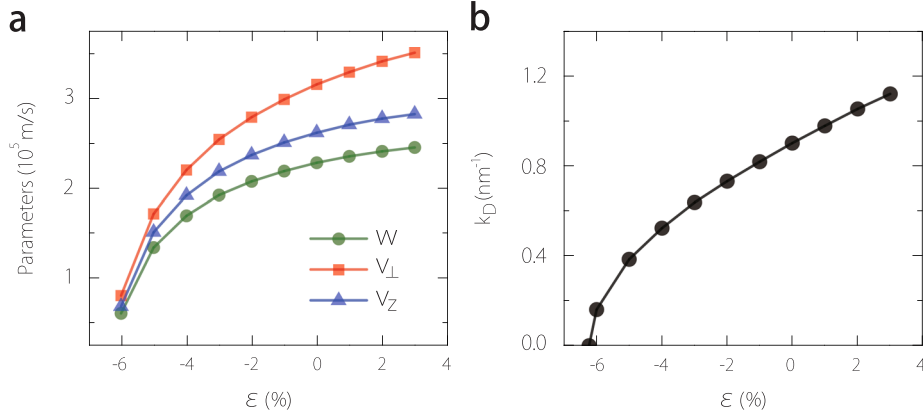 a
Parameters (10⁵ m/s)
3
2
1
-6 -4 -2 0 2 4
ε (%)
W
V⊥
VZ
b
kD (nm⁻¹)
1.2
0.8
0.4
0.0
-6 -4 -2 0 2 4
ε (%)